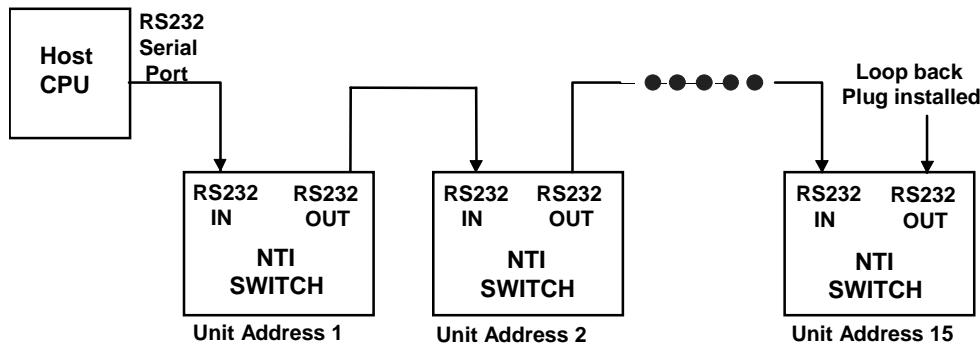 Host
CPU
RS232
Serial
Port
Loop back
Plug installed
RS232
IN
RS232
OUT
NTI
SWITCH
Unit Address 1
RS232
IN
RS232
OUT
NTI
SWITCH
Unit Address 2
RS232
IN
RS232
OUT
NTI
SWITCH
Unit Address 15